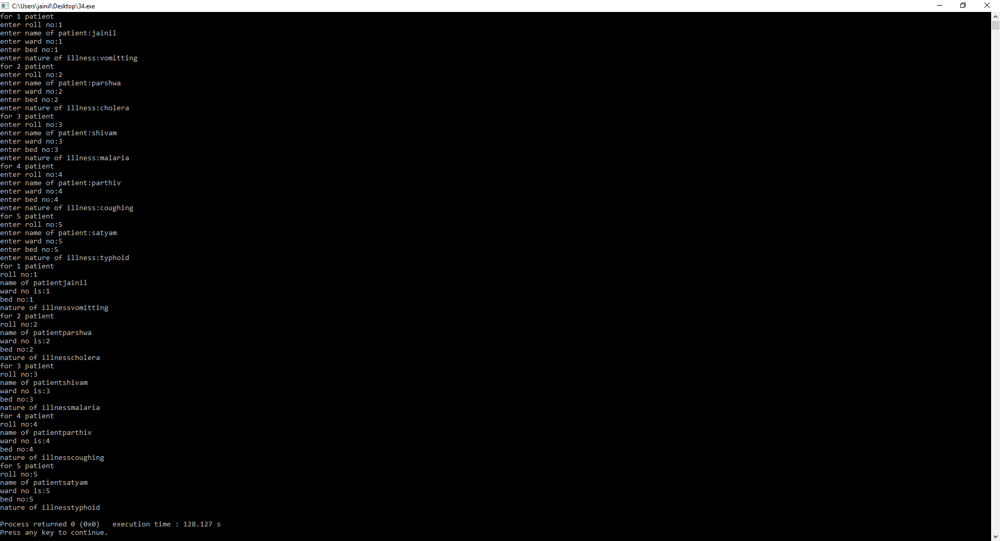 C:\Users\jainil\Desktop\34.exe
for 1 patient
enter roll no:1
enter name of patient:jainil
enter ward no:1
enter bed no:1
enter nature of illness:vomitting
for 2 patient
enter roll no:2
enter name of patient:parshwa
enter ward no:2
enter bed no:2
enter nature of illness:cholera
for 3 patient
enter roll no:3
enter name of patient:shivam
enter ward no:3
enter bed no:3
enter nature of illness:malaria
for 4 patient
enter roll no:4
enter name of patient:parthiv
enter ward no:4
enter bed no:4
enter nature of illness:coughing
for 5 patient
enter roll no:5
enter name of patient:satyam
enter ward no:5
enter bed no:5
enter nature of illness:typhoid
for 1 patient
roll no:1
name of patientjainil
ward no is:1
bed no:1
nature of illnessvomitting
for 2 patient
roll no:2
name of patientparshwa
ward no is:2
bed no:2
nature of illnesscholera
for 3 patient
roll no:3
name of patientshivam
ward no is:3
bed no:3
nature of illnessmalaria
for 4 patient
roll no:4
name of patientparthiv
ward no is:4
bed no:4
nature of illnesscoughing
for 5 patient
roll no:5
name of patientsatyam
ward no is:5
bed no:5
nature of illnesstyphoid
Process returned 0 (0x0)   execution time : 128.127 s
Press any key to continue.